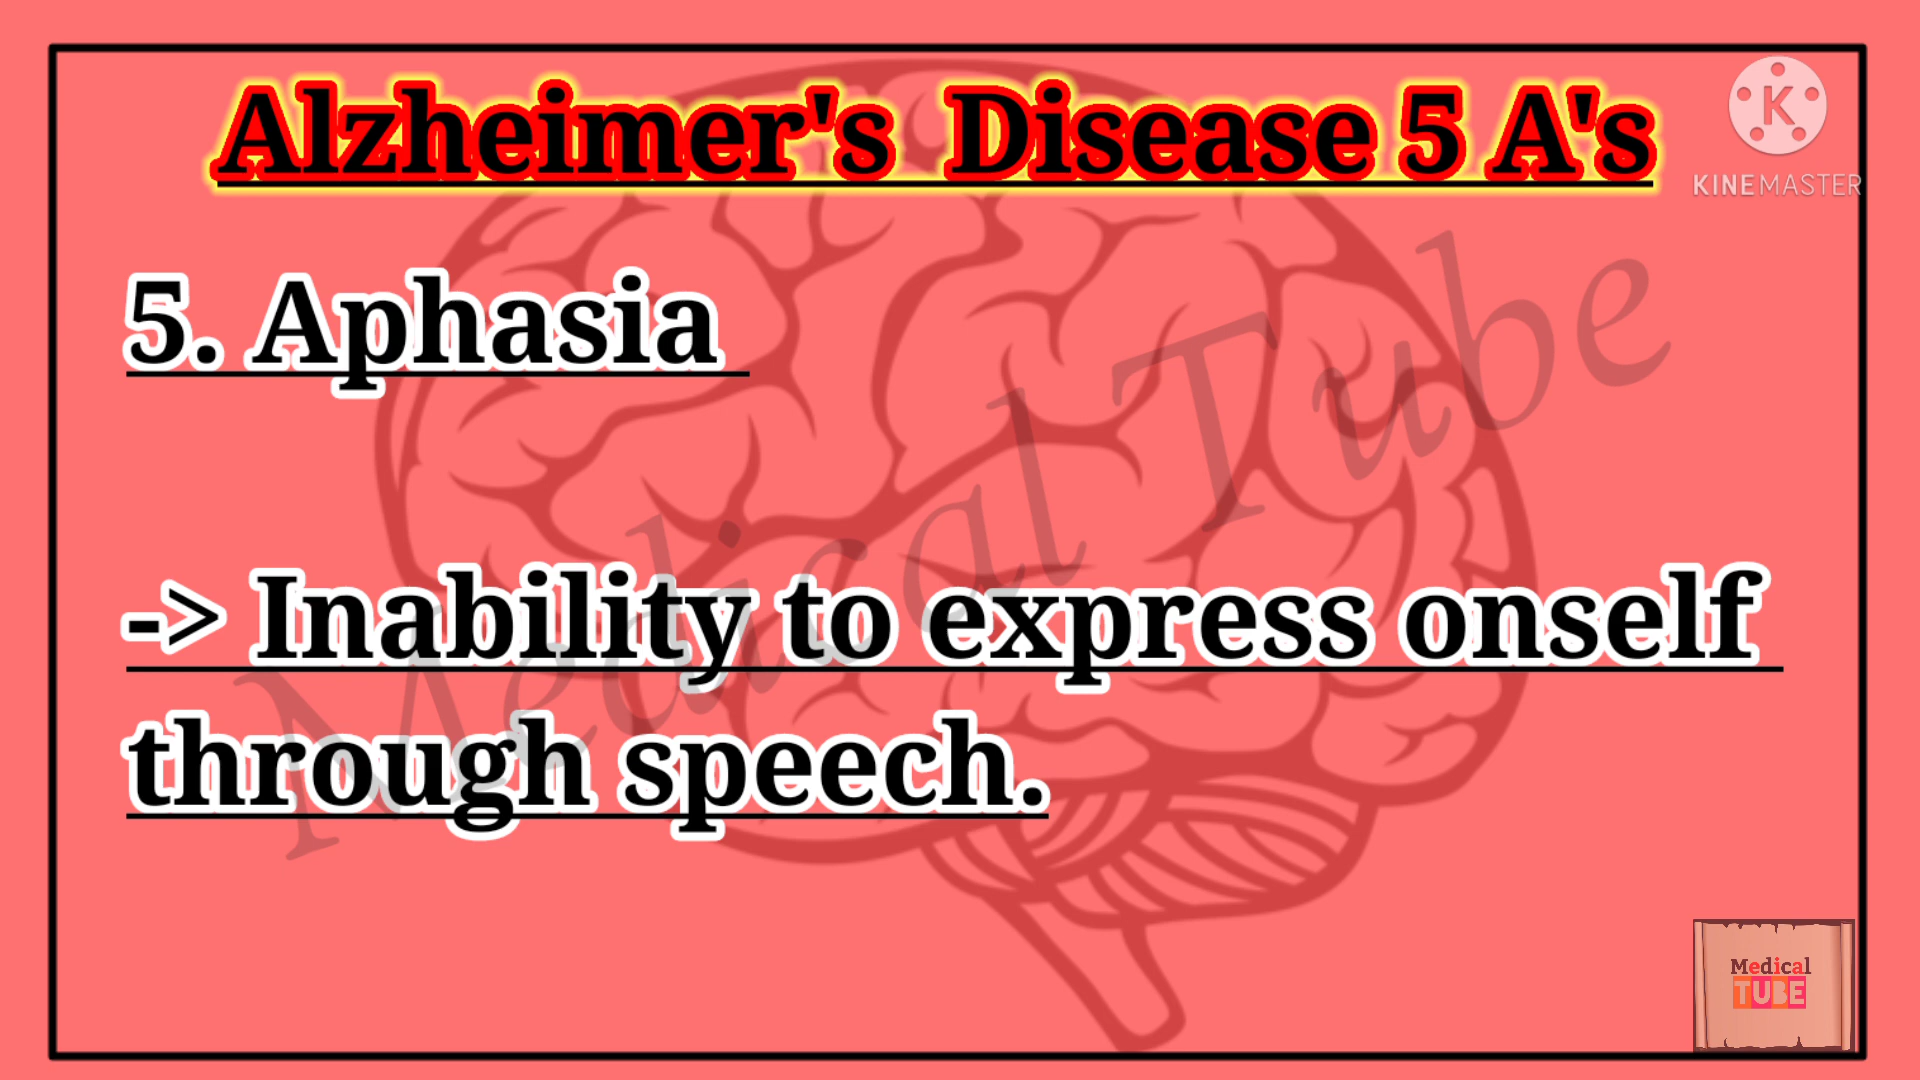 Alzheimer's Disease 5 A's
K
KINEMASTER
5. Aphasia
-> Inability to express onself
through speech.
Medical Tube
Medical
TUBE